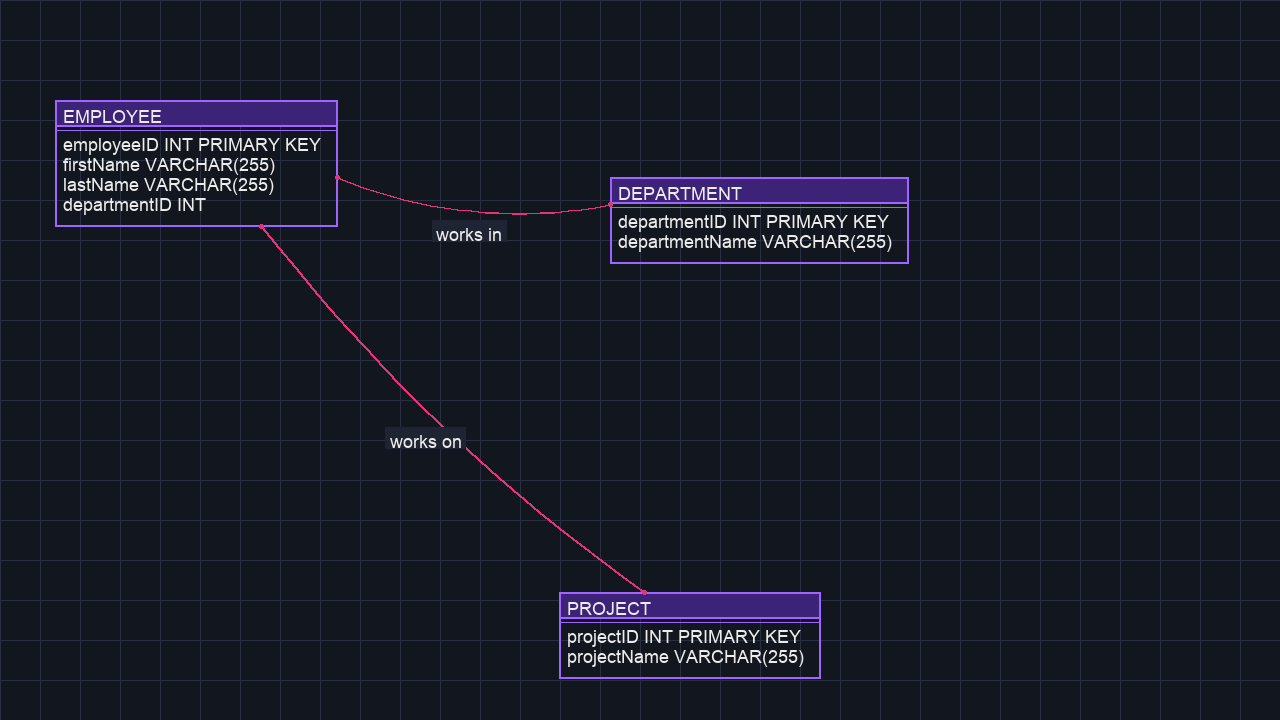 EMPLOYEE
employeeID INT PRIMARY KEY
firstName VARCHAR(255)
lastName VARCHAR(255)
departmentID INT
works in
DEPARTMENT
departmentID INT PRIMARY KEY
departmentName VARCHAR(255)
works on
PROJECT
projectID INT PRIMARY KEY
projectName VARCHAR(255)